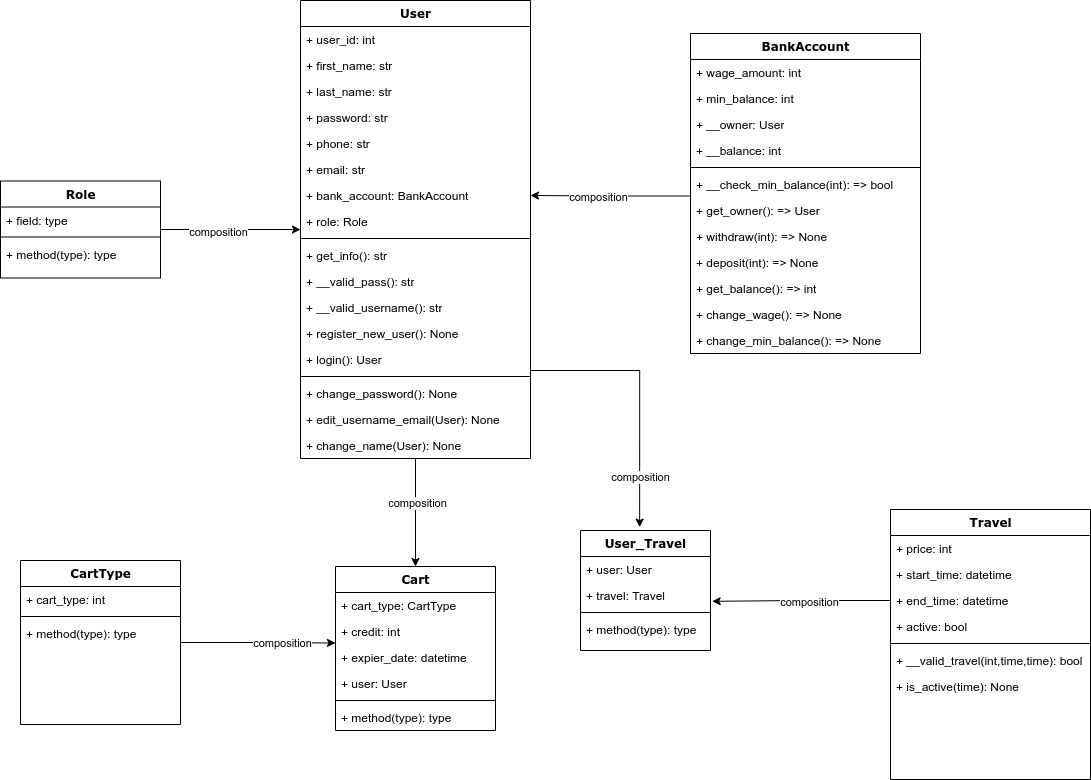 User
+ user_id: int
+ first_name: str
+ last_name: str
+ password: str
+ phone: str
+ email: str
+ bank_account: BankAccount
+ role: Role
+ get_info(): str
+ __valid_pass(): str
+ __valid_username(): str
+ register_new_user(): None
+ login(): User
+ change_password(): None
+ edit_username_email(User): None
+ change_name(User): None
BankAccount
+ wage_amount: int
+ min_balance: int
+ __owner: User
+ __balance: int
+ __check_min_balance(int): => bool
+ get_owner(): => User
+ withdraw(int): => None
+ deposit(int): => None
+ get_balance(): => int
+ change_wage(): => None
+ change_min_balance(): => None
Role
+ field: type
+ method(type): type
composition
composition
composition
composition
CartType
+ cart_type: int
+ method(type): type
composition
Cart
+ cart_type: CartType
+ credit: int
+ expier_date: datetime
+ user: User
+ method(type): type
User_Travel
+ user: User
+ travel: Travel
+ method(type): type
composition
Travel
+ price: int
+ start_time: datetime
+ end_time: datetime
+ active: bool
+ __valid_travel(int,time,time): bool
+ is_active(time): None